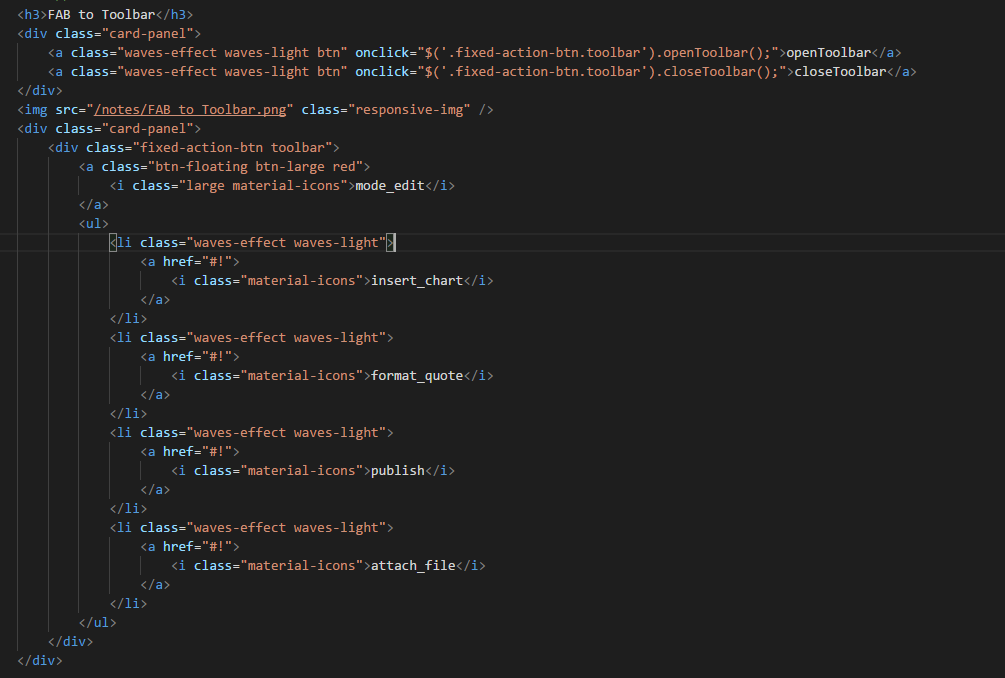 <h3>FAB to Toolbar</h3>
<div class="card-panel">
<a class="waves-effect waves-light btn" onclick="$('.fixed-action-btn.toolbar').openToolbar();">openToolbar</a>
<a class="waves-effect waves-light btn" onclick="$('.fixed-action-btn.toolbar').closeToolbar();">closeToolbar</a>
</div>
<img src="/notes/FAB to Toolbar.png" class="responsive-img" />
<div class="card-panel">
<div class="fixed-action-btn toolbar">
<a class="btn-floating btn-large red">
<i class="large material-icons">mode_edit</i>
</a>
<ul>
<li class="waves-effect waves-light">
<a href="#!">
<i class="material-icons">insert_chart</i>
</a>
</li>
<li class="waves-effect waves-light">
<a href="#!">
<i class="material-icons">format_quote</i>
</a>
</li>
<li class="waves-effect waves-light">
<a href="#!">
<i class="material-icons">publish</i>
</a>
</li>
<li class="waves-effect waves-light">
<a href="#!">
<i class="material-icons">attach_file</i>
</a>
</li>
</ul>
</div>
</div>